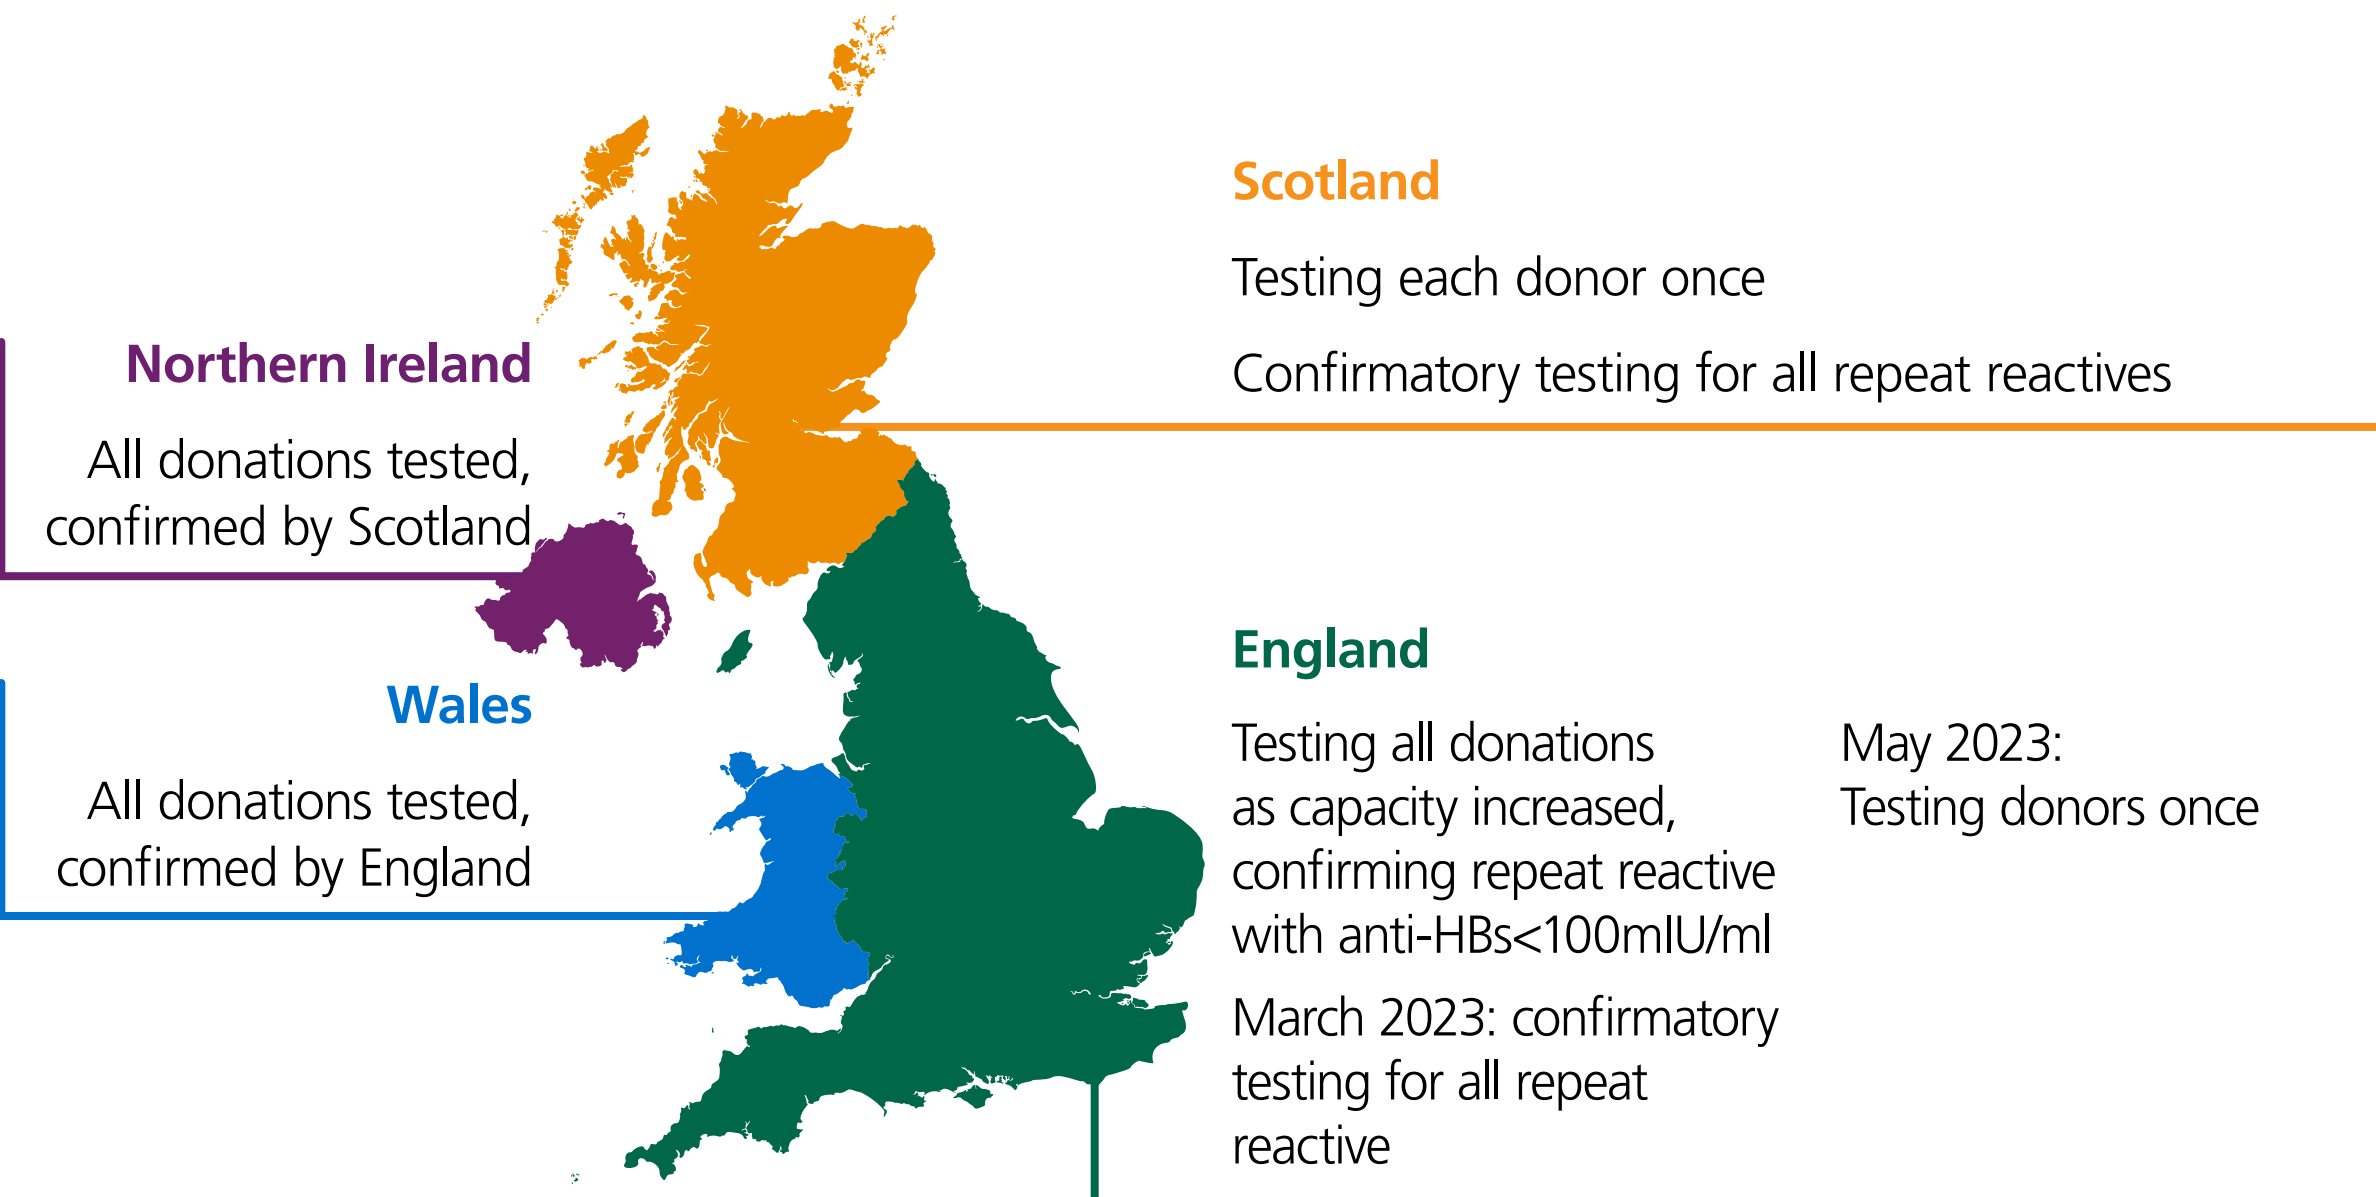 Scotland
Testing each donor once
Confirmatory testing for all repeat reactives
Northern Ireland
All donations tested,
confirmed by Scotland
Wales
All donations tested,
confirmed by England
England
Testing all donations
as capacity increased,
confirming repeat reactive
with anti-HBs<100mIU/ml
March 2023: confirmatory
testing for all repeat
reactive
May 2023:
Testing donors once